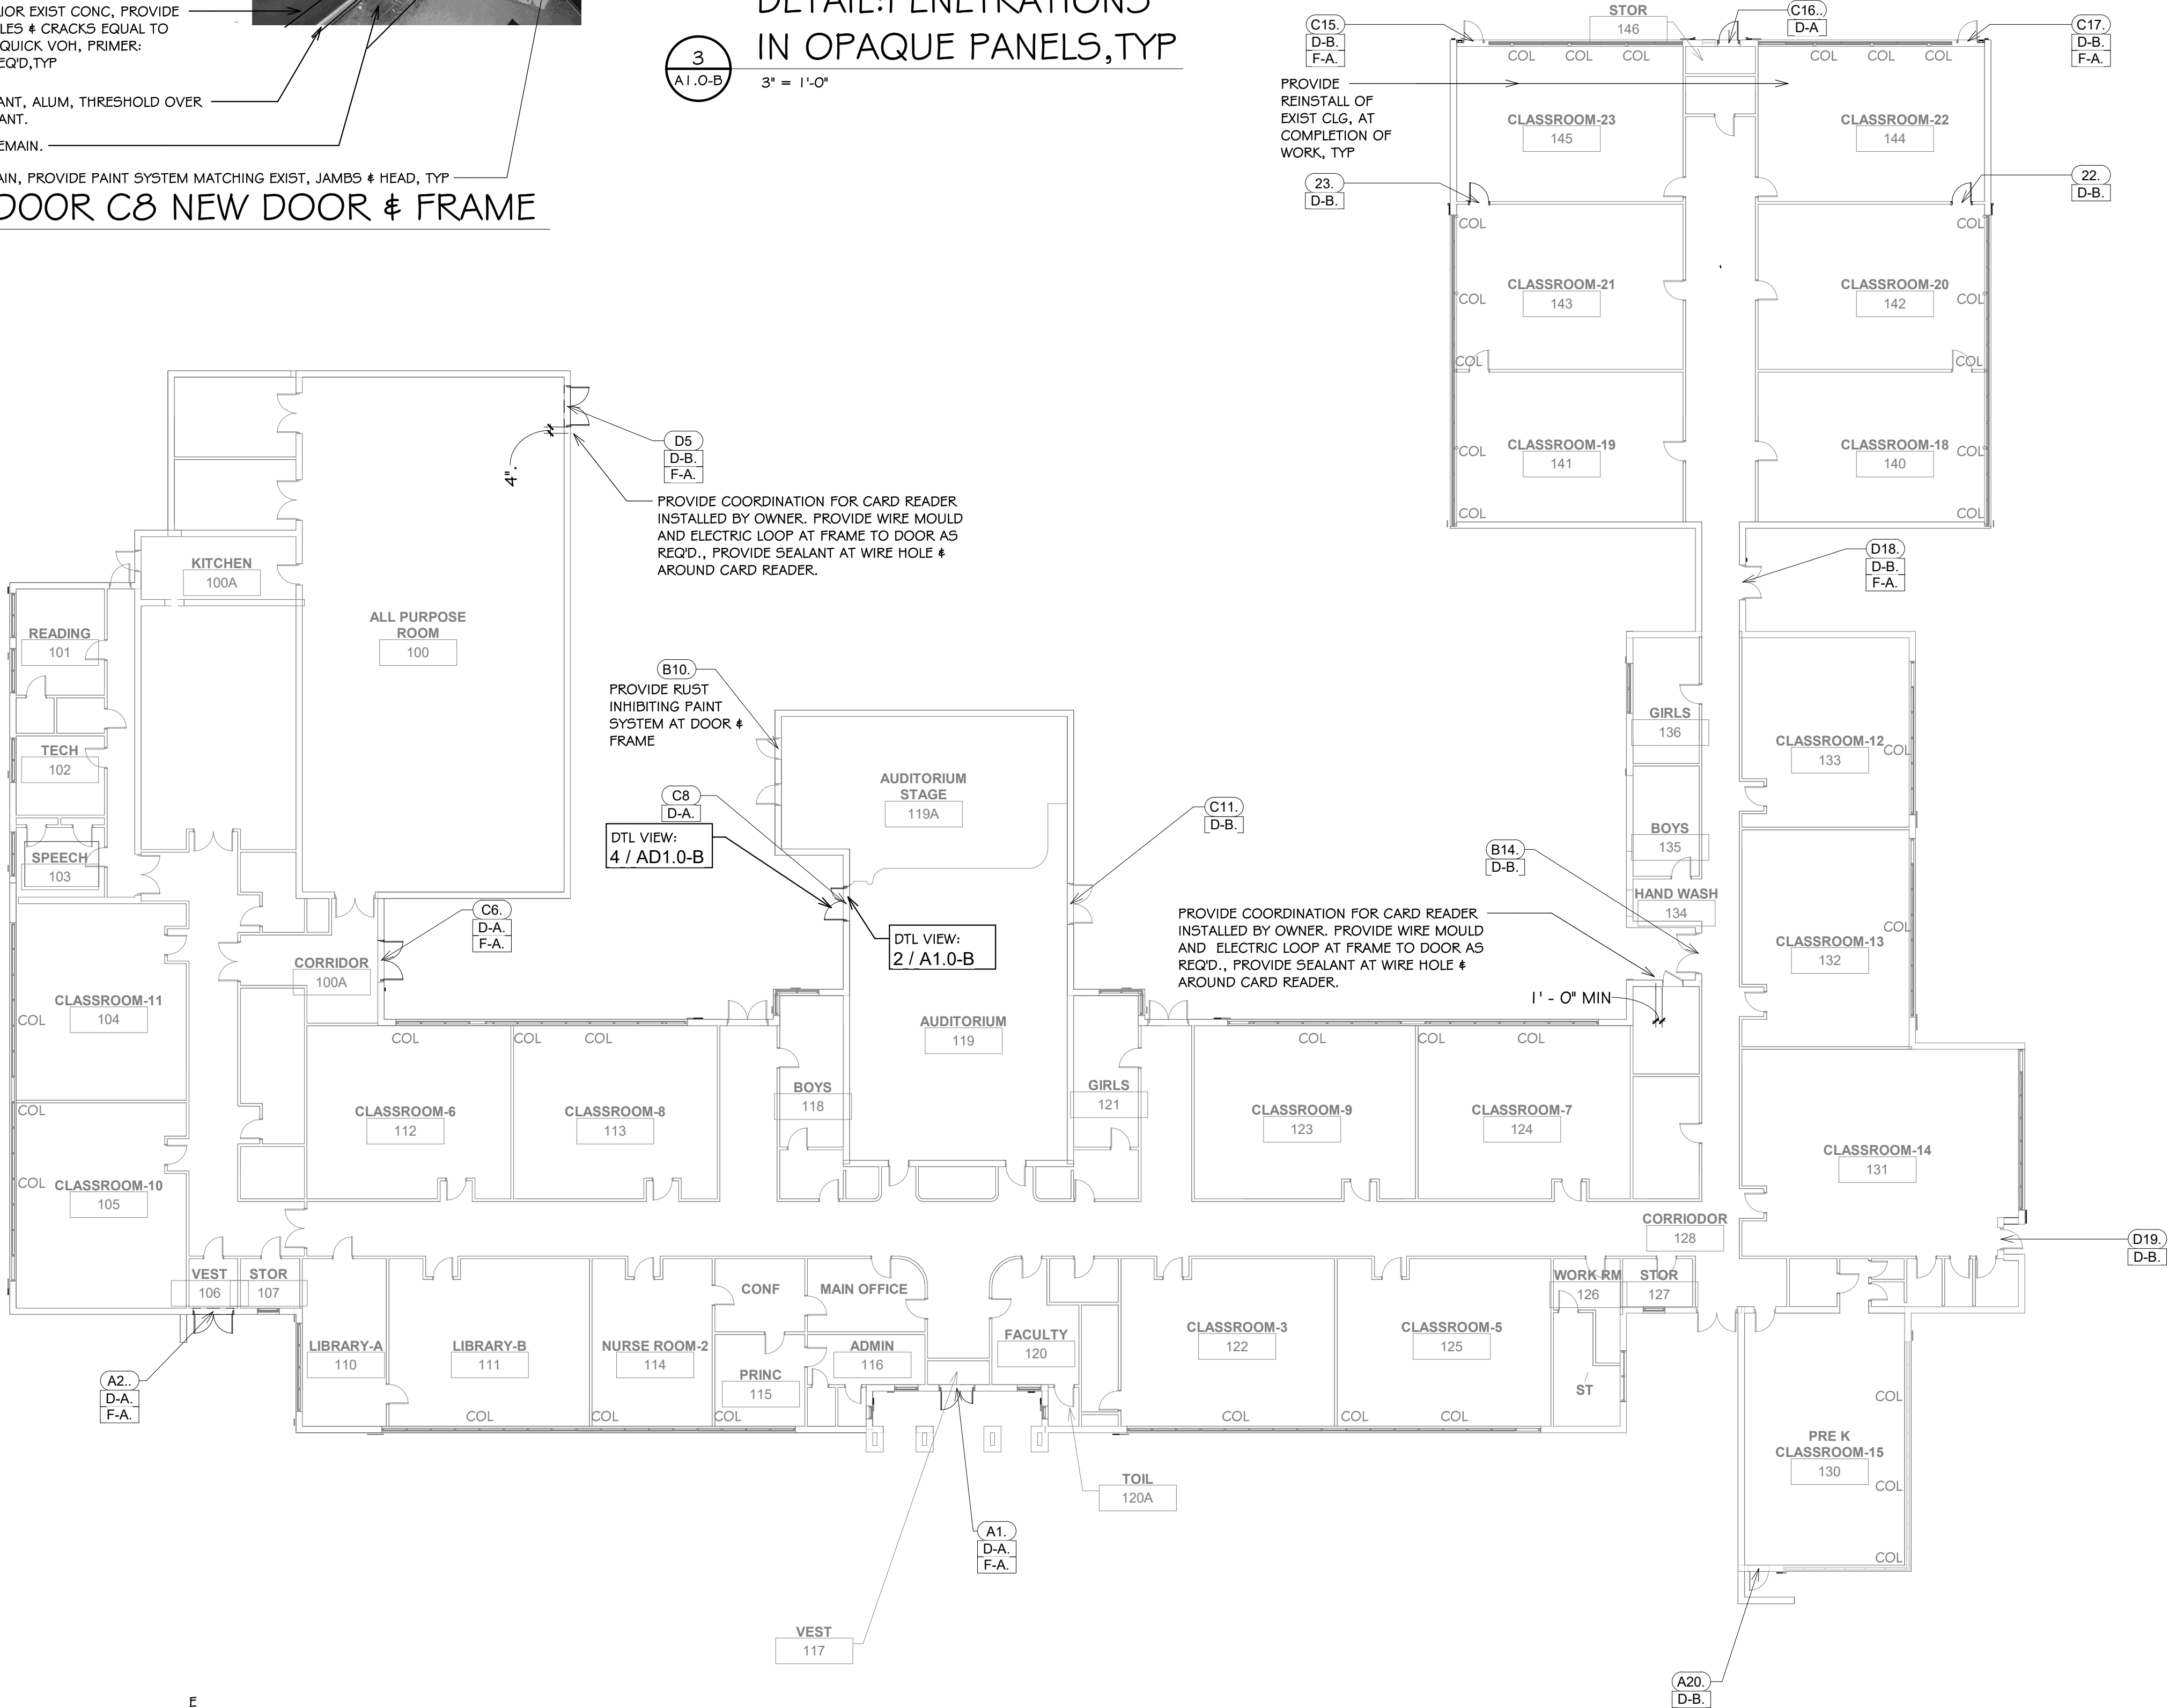 RIOR EXIST CONC, PROVIDE
LES & CRACKS EQUAL TO
QUICK VOH, PRIMER:
EQ'D,TYP
ANT, ALUM, THRESHOLD OVER
ANT.
EMAIN.
AIN, PROVIDE PAINT SYSTEM MATCHING EXIST, JAMBS & HEAD, TYP
DOOR C8 NEW DOOR & FRAME
DETAIL:PENETRATIONS
IN OPAQUE PANELS,TYP
3
A1.0-B
3" = 1'-0"
C15.
D-B.
F-A.
STOR
146
C16..
D-A
C17.
D-B.
F-A.
COL
COL
COL
COL
COL
COL
PROVIDE
REINSTALL OF
EXIST CLG, AT
COMPLETION OF
WORK, TYP
CLASSROOM-23
145
CLASSROOM-22
144
23.
D-B.
22.
D-B.
COL
COL
CLASSROOM-21
143
CLASSROOM-20
142
COL
COL
COL
COL
CLASSROOM-19
141
CLASSROOM-18
140
COL
COL
COL
COL
D5
D-B.
F-A.
4".
PROVIDE COORDINATION FOR CARD READER
INSTALLED BY OWNER. PROVIDE WIRE MOULD
AND ELECTRIC LOOP AT FRAME TO DOOR AS
REQ'D., PROVIDE SEALANT AT WIRE HOLE &
AROUND CARD READER.
D18.
D-B.
F-A.
KITCHEN
100A
READING
101
ALL PURPOSE
ROOM
100
TECH
102
SPEECH
103
B10.
PROVIDE RUST
INHIBITING PAINT
SYSTEM AT DOOR &
FRAME
C8
D-A.
DTL VIEW:
4 / AD1.0-B
AUDITORIUM
STAGE
119A
C11.
D-B.
GIRLS
136
BOYS
135
HAND WASH
134
CLASSROOM-12
133
COL
B14.
D-B.
C6.
D-A.
F-A.
DTL VIEW:
2 / A1.0-B
PROVIDE COORDINATION FOR CARD READER
INSTALLED BY OWNER. PROVIDE WIRE MOULD
AND ELECTRIC LOOP AT FRAME TO DOOR AS
REQ'D., PROVIDE SEALANT AT WIRE HOLE &
AROUND CARD READER.
1' - 0" MIN
COL
CLASSROOM-13
132
CORRIDOR
100A
CLASSROOM-11
104
COL
COL
COL
CLASSROOM-10
105
COL
COL
COL
CLASSROOM-6
112
CLASSROOM-8
113
BOYS
118
AUDITORIUM
119
GIRLS
121
COL
COL
COL
CLASSROOM-9
123
CLASSROOM-7
124
CLASSROOM-14
131
CORRIODOR
128
D19.
D-B.
VEST
106
STOR
107
LIBRARY-A
110
LIBRARY-B
111
NURSE ROOM-2
114
CONF
MAIN OFFICE
PRINC
115
ADMIN
116
FACULTY
120
CLASSROOM-3
122
CLASSROOM-5
125
WORK RM
126
STOR
127
ST
COL
COL
COL
COL
COL
COL
A2..
D-A.
F-A.
PRE K
CLASSROOM-15
130
COL
COL
COL
TOIL
120A
A1.
D-A.
F-A.
VEST
117
A20.
D-B.
E